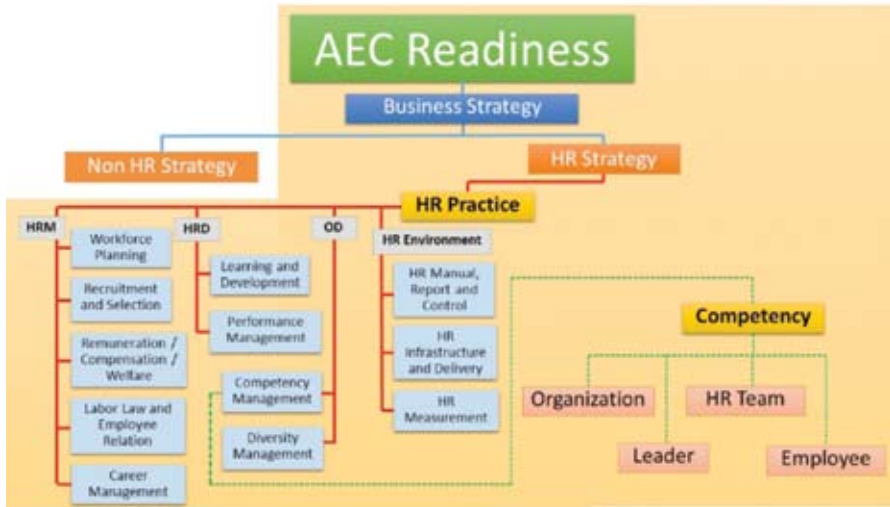 AEC Readiness
Business Strategy
Non HR Strategy
HR Strategy
HR Practice
HRM
HRD
OD
HR Environment
Workforce
Planning
Recruitment
and Selection
Remuneration /
Compensation /
Welfare
Labor Law and
Employee
Relation
Career
Management
Learning and
Development
Performance
Management
Competency
Management
Diversity
Management
HR Manual,
Report and
Control
HR
Infrastructure
and Delivery
HR
Measurement
Competency
Organization
HR Team
Leader
Employee